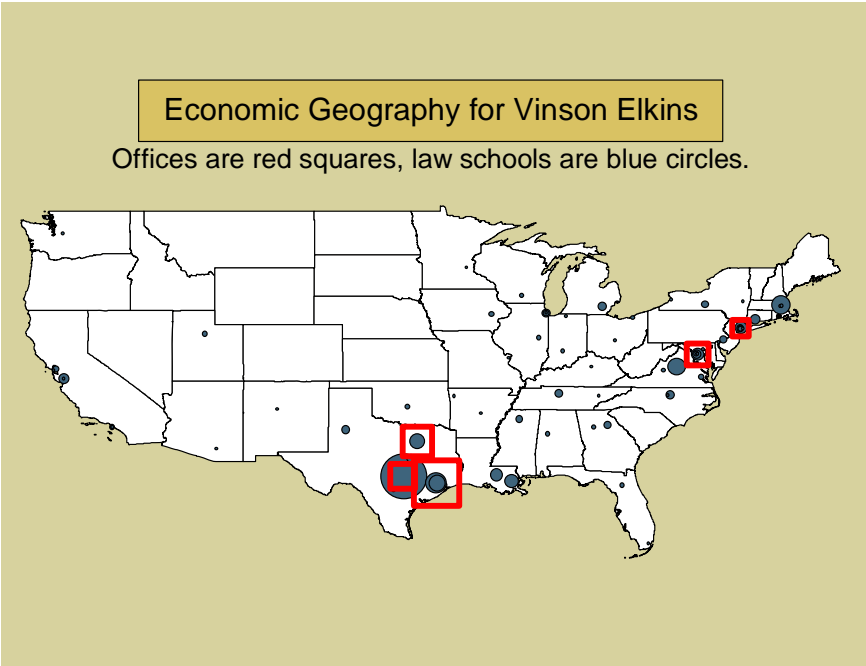 Economic Geography for Vinson Elkins
Offices are red squares, law schools are blue circles.